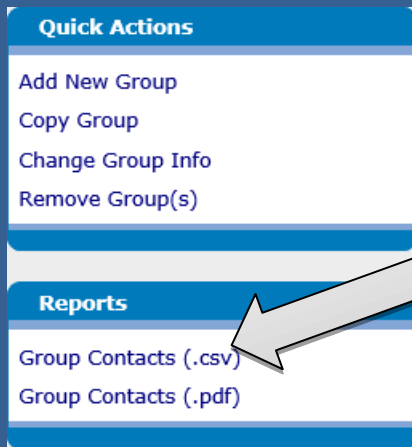 Quick Actions
Add New Group
Copy Group
Change Group Info
Remove Group(s)
Reports
Group Contacts (.csv)
Group Contacts (.pdf)